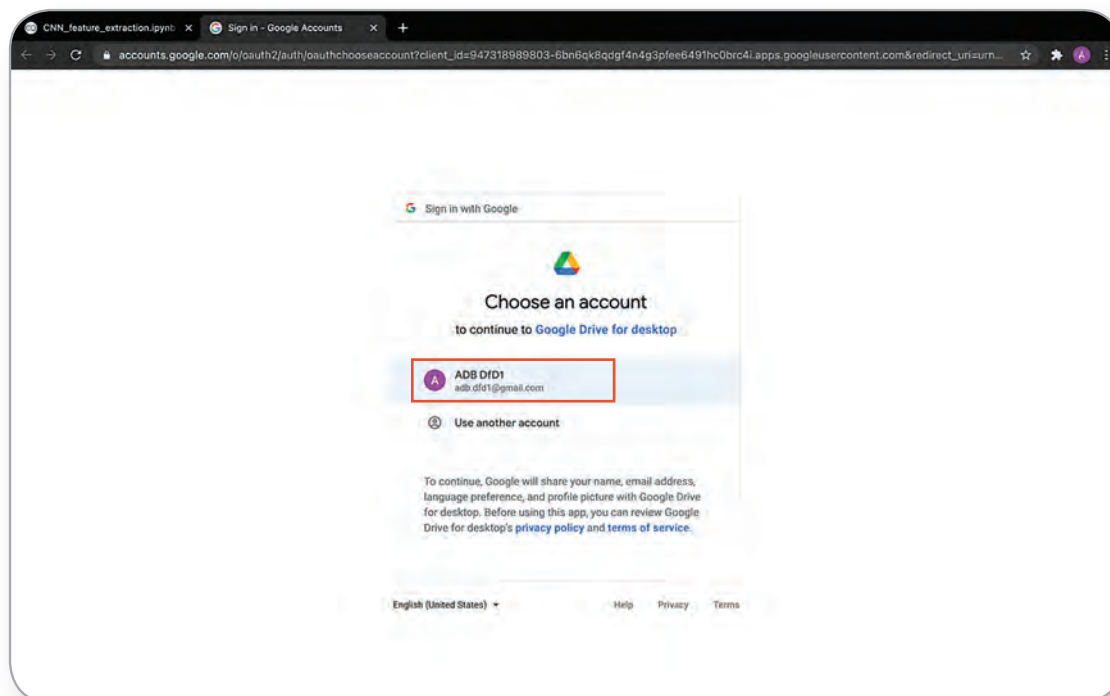 CNN_feature_extraction.ipynb
Sign in - Google Accounts
accounts.google.com/o/oauth2/auth/oauthchooseaccount?client_id=947318989803-6bn6qk8qdgf4n4g3pfee6491hc0brc4i.apps.googleusercontent.com&redirect_uri=urn...
A
Sign in with Google
Choose an account
to continue to Google Drive for desktop
A
ADB DfD1
adb.dfd1@gmail.com
Use another account
To continue, Google will share your name, email address,
language preference, and profile picture with Google Drive
for desktop. Before using this app, you can review Google
Drive for desktop's privacy policy and terms of service.
English (United States)
Help Privacy Terms